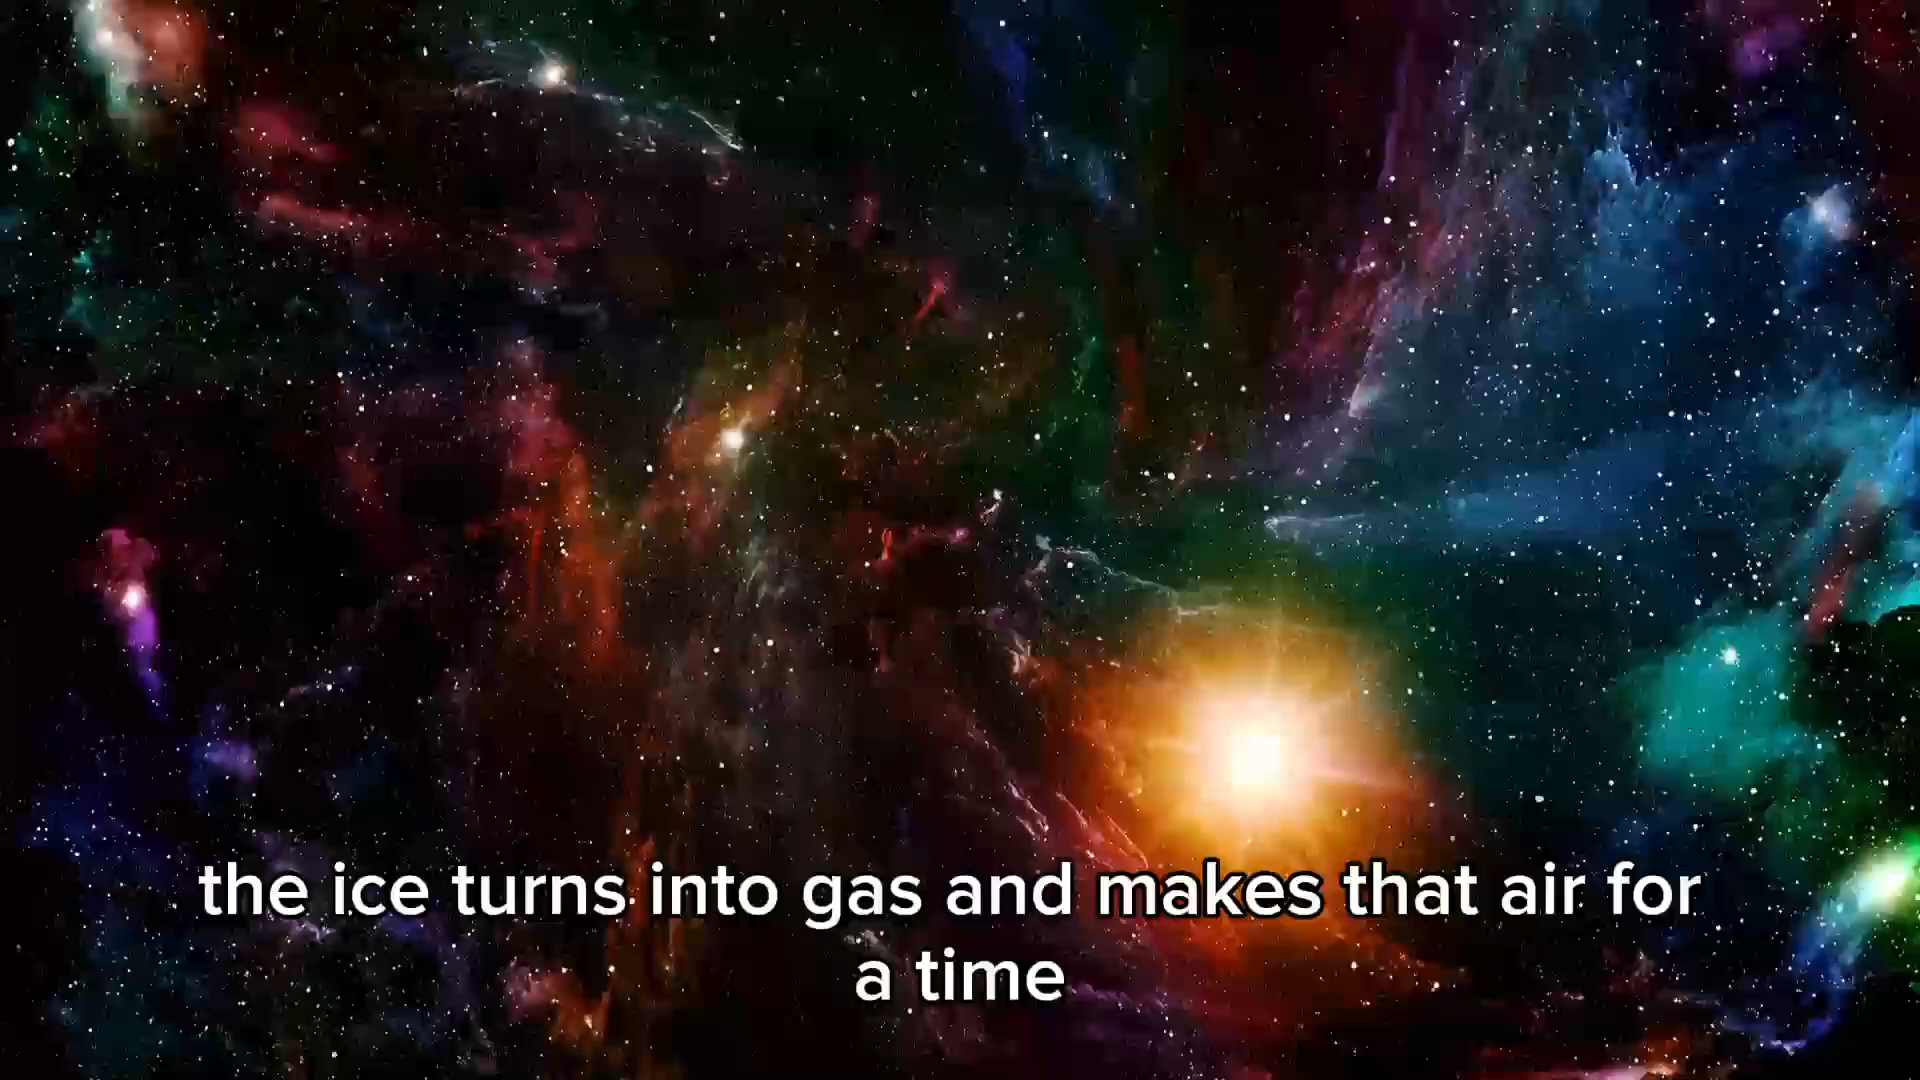 the ice turns into gas and makes that air for
a time